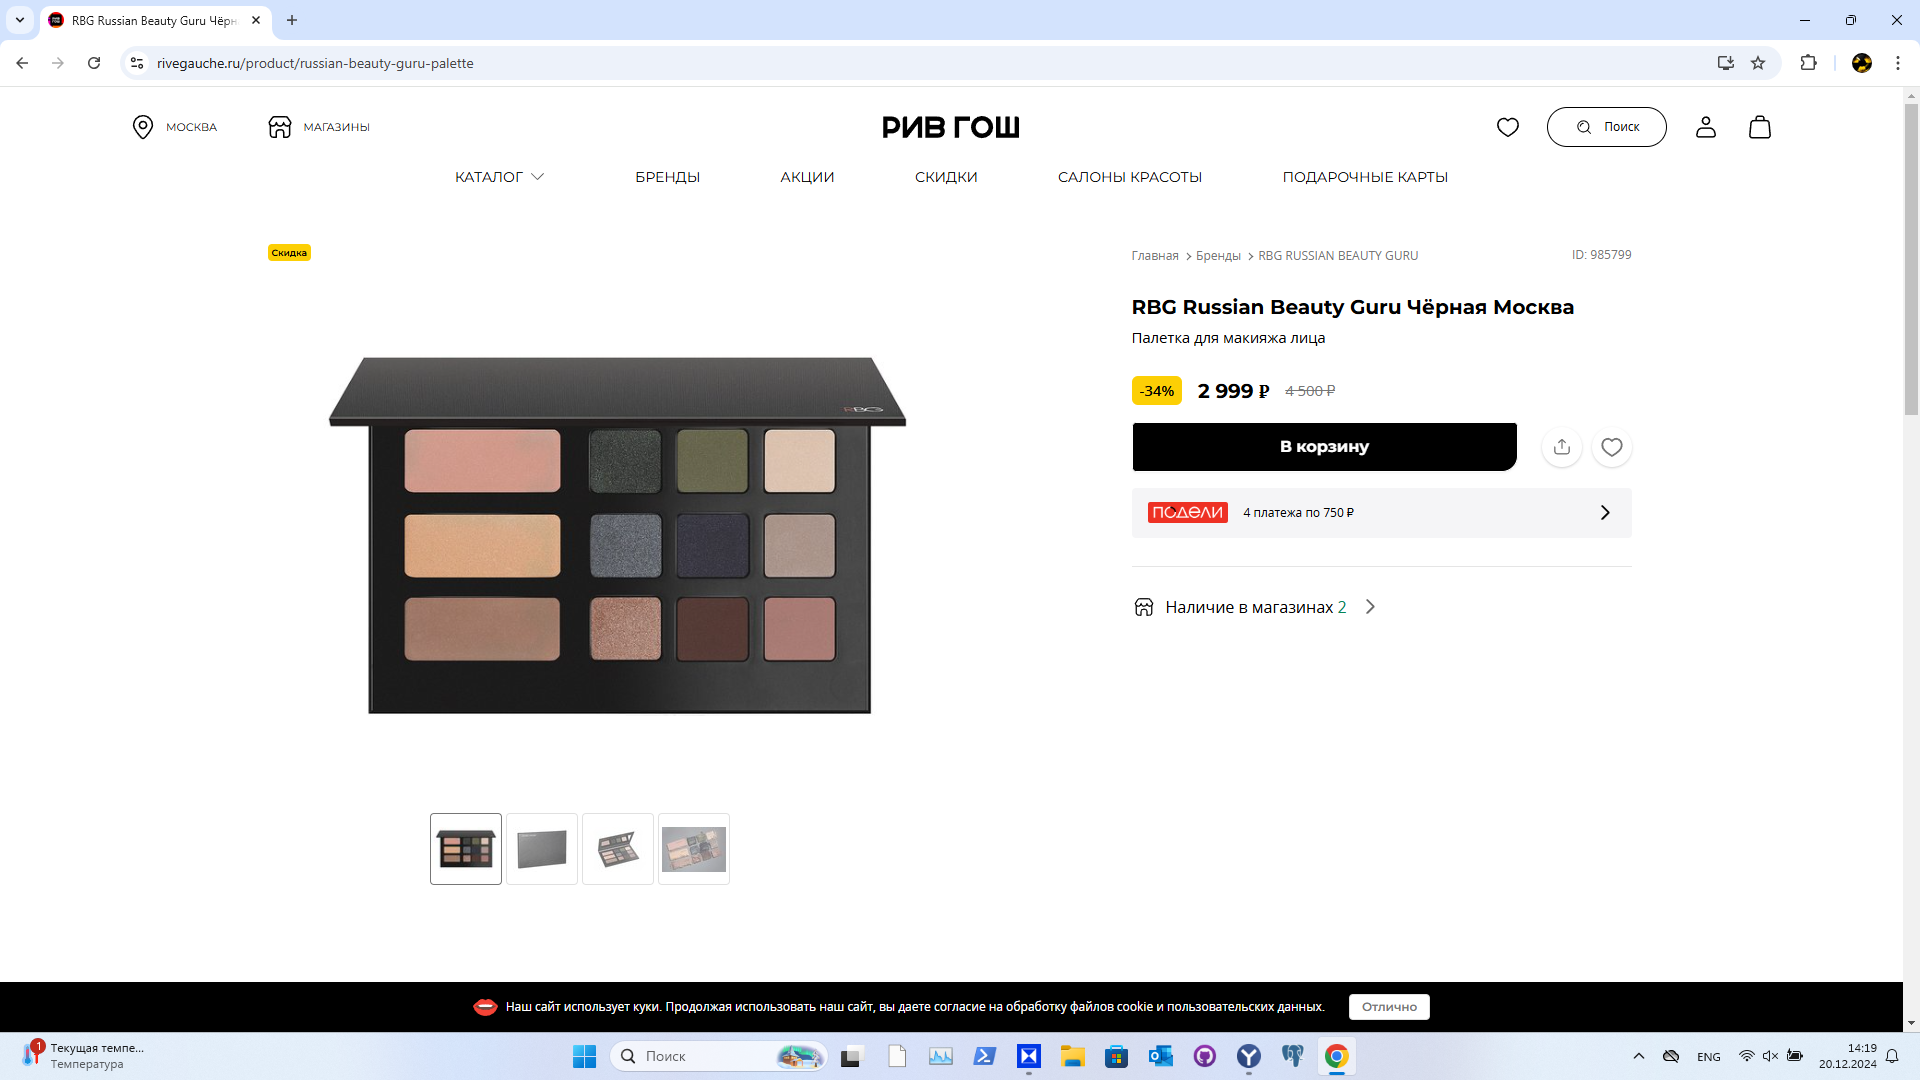 RBG Russian Beauty Guru Чёрн
rivegauche.ru/product/russian-beauty-guru-palette
МОСКВА
МАГАЗИНЫ
РИВ ГОШ
Поиск
КАТАЛОГ
БРЕНДЫ
АКЦИИ
СКИДКИ
САЛОНЫ КРАСОТЫ
ПОДАРОЧНЫЕ КАРТЫ
Скидка
Главная > Бренды > RBG RUSSIAN BEAUTY GURU
ID: 985799
RBG Russian Beauty Guru Чёрная Москва
Палетка для макияжа лица
-34% 2 999 ₽ 4 500 ₽
В корзину
ПОДЕЛИ 4 платежа по 750 ₽
Наличие в магазинах 2
RBG
Наш сайт использует куки. Продолжая использовать наш сайт, вы даете согласие на обработку файлов cookie и пользовательских данных.
Отлично
1
Текущая темпе...
Температура
Поиск
ENG
14:19
20.12.2024